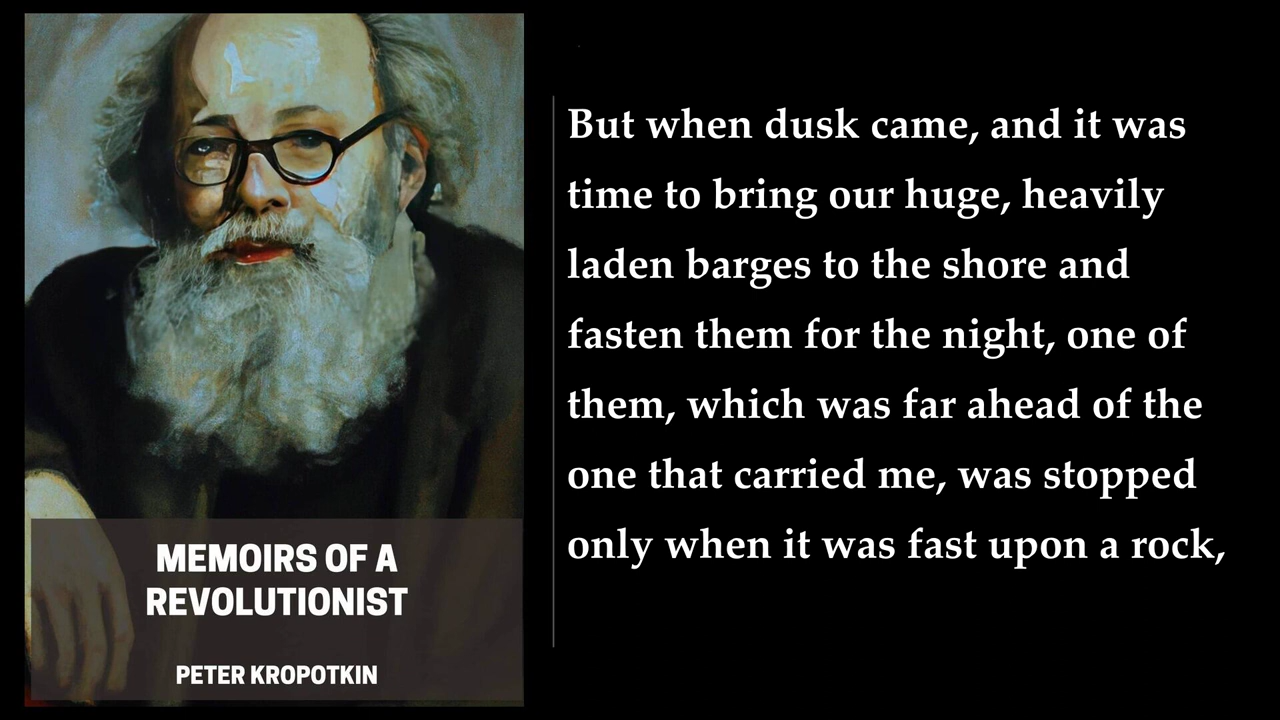 MEMOIRS OF A
REVOLUTIONIST
PETER KROPOTKIN
But when dusk came, and it was
time to bring our huge, heavily
laden barges to the shore and
fasten them for the night, one of
them, which was far ahead of the
one that carried me, was stopped
only when it was fast upon a rock,